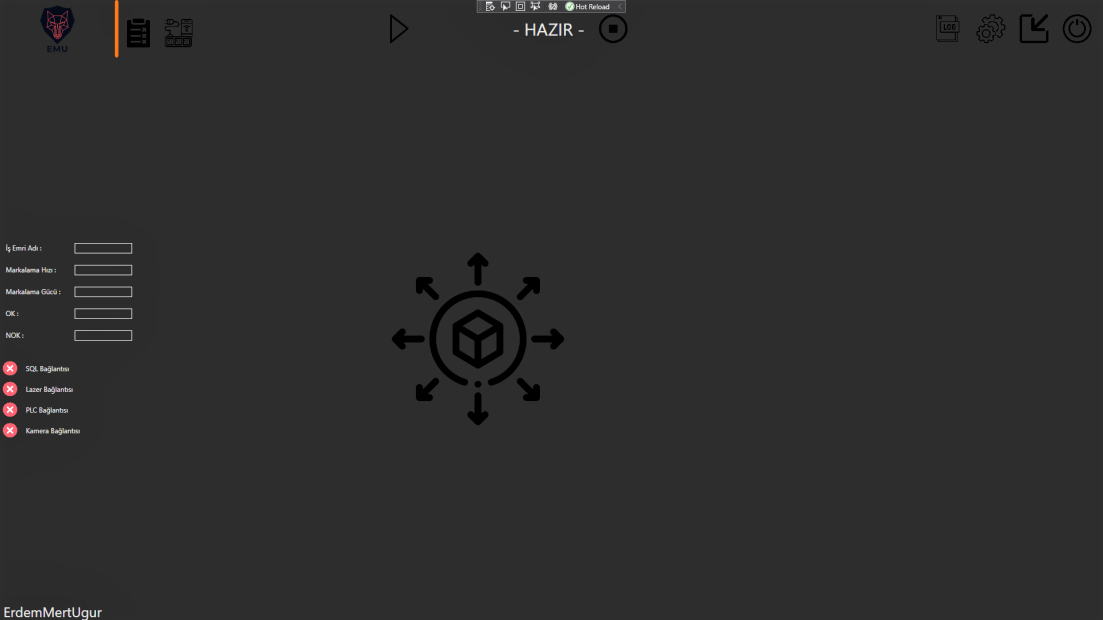 Hot Reload
EMU
- HAZIR -
LOG
İş Emri Adı :
Markalama Hızı :
Markalama Gücü :
OK :
NOK :
SQL Bağlantısı
Lazer Bağlantısı
PLC Bağlantısı
Kamera Bağlantısı
ErdemMertUgur